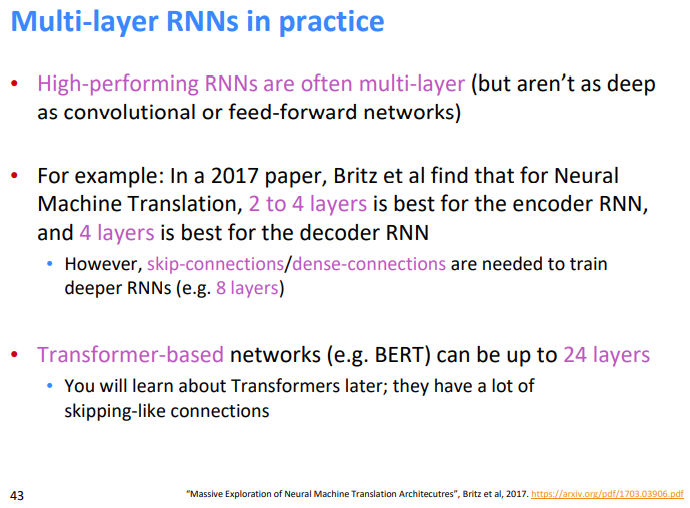 Multi-layer RNNs in practice
• High-performing RNNs are often multi-layer (but aren't as deep
as convolutional or feed-forward networks)
• For example: In a 2017 paper, Britz et al find that for Neural
Machine Translation, 2 to 4 layers is best for the encoder RNN,
and 4 layers is best for the decoder RNN
• However, skip-connections/dense-connections are needed to train
deeper RNNs (e.g. 8 layers)
• Transformer-based networks (e.g. BERT) can be up to 24 layers
• You will learn about Transformers later; they have a lot of
skipping-like connections
43
"Massive Exploration of Neural Machine Translation Architecutres", Britz et al, 2017. https://arxiv.org/pdf/1703.03906.pdf